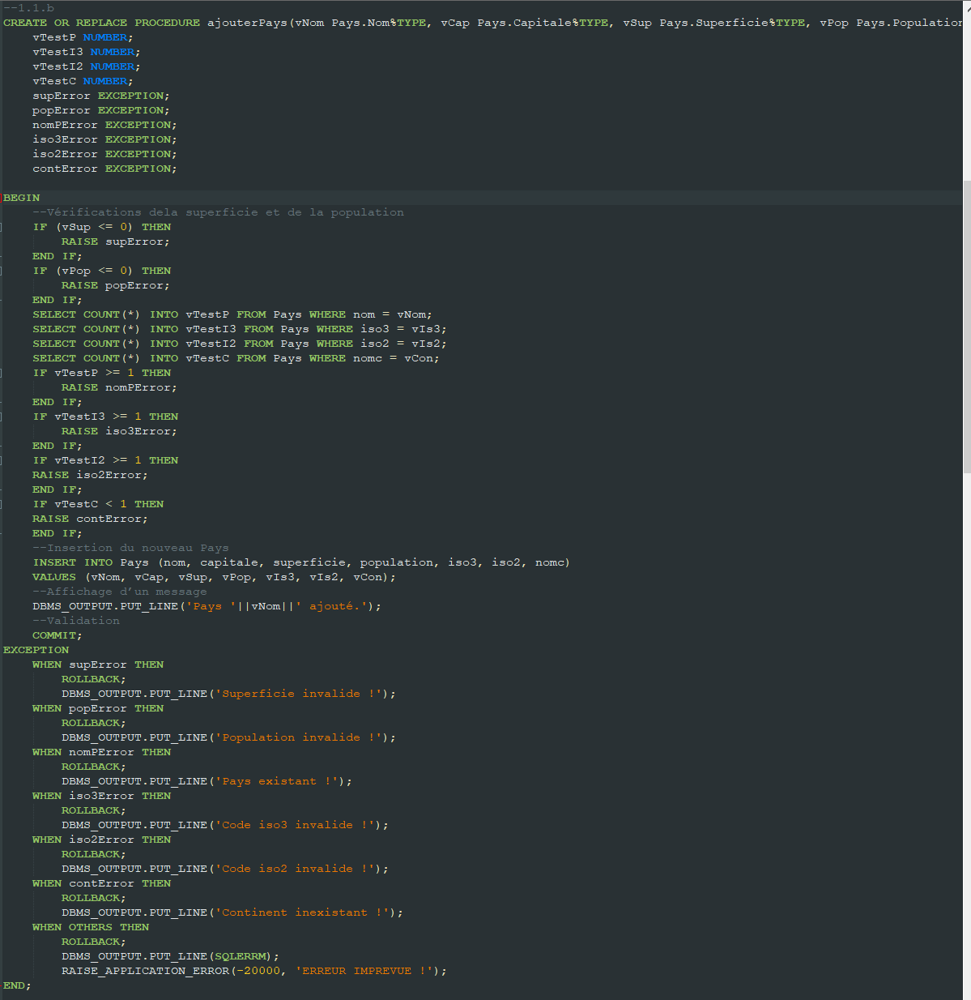 --1.1.b
CREATE OR REPLACE PROCEDURE ajouterPays(vNom Pays.Nom%TYPE, vCap Pays.Capitale%TYPE, vSup Pays.Superficie%TYPE, vPop Pays.Population
vTestP NUMBER;
vTestI3 NUMBER;
vTestI2 NUMBER;
vTestC NUMBER;
supError EXCEPTION;
popError EXCEPTION;
nomPError EXCEPTION;
iso3Error EXCEPTION;
iso2Error EXCEPTION;
contError EXCEPTION;
BEGIN
--Vérifications dela superficie et de la population
IF (vSup <= 0) THEN
RAISE supError;
END IF;
IF (vPop <= 0) THEN
RAISE popError;
END IF;
SELECT COUNT(*) INTO vTestP FROM Pays WHERE nom = vNom;
SELECT COUNT(*) INTO vTestI3 FROM Pays WHERE iso3 = vIs3;
SELECT COUNT(*) INTO vTestI2 FROM Pays WHERE iso2 = vIs2;
SELECT COUNT(*) INTO vTestC FROM Pays WHERE nomc = vCon;
IF vTestP >= 1 THEN
RAISE nomPError;
END IF;
IF vTestI3 >= 1 THEN
RAISE iso3Error;
END IF;
IF vTestI2 >= 1 THEN
RAISE iso2Error;
END IF;
IF vTestC < 1 THEN
RAISE contError;
END IF;
--Insertion du nouveau Pays
INSERT INTO Pays (nom, capitale, superficie, population, iso3, iso2, nomc)
VALUES (vNom, vCap, vSup, vPop, vIs3, vIs2, vCon);
--Affichage d’un message
DBMS_OUTPUT.PUT_LINE('Pays '||vNom||' ajouté.');
--Validation
COMMIT;
EXCEPTION
WHEN supError THEN
ROLLBACK;
DBMS_OUTPUT.PUT_LINE('Superficie invalide !');
WHEN popError THEN
ROLLBACK;
DBMS_OUTPUT.PUT_LINE('Population invalide !');
WHEN nomPError THEN
ROLLBACK;
DBMS_OUTPUT.PUT_LINE('Pays existant !');
WHEN iso3Error THEN
ROLLBACK;
DBMS_OUTPUT.PUT_LINE('Code iso3 invalide !');
WHEN iso2Error THEN
ROLLBACK;
DBMS_OUTPUT.PUT_LINE('Code iso2 invalide !');
WHEN contError THEN
ROLLBACK;
DBMS_OUTPUT.PUT_LINE('Continent inexistant !');
WHEN OTHERS THEN
ROLLBACK;
DBMS_OUTPUT.PUT_LINE(SQLERRM);
RAISE_APPLICATION_ERROR(-20000, 'ERREUR IMPREVUE !');
END;